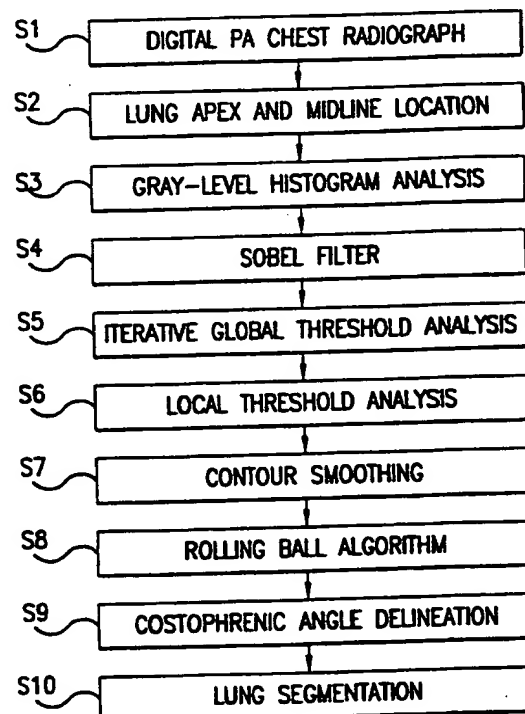 S1 DIGITAL PA CHEST RADIOGRAPH
S2 LUNG APEX AND MIDLINE LOCATION
S3 GRAY-LEVEL HISTOGRAM ANALYSIS
S4 SOBEL FILTER
S5 ITERATIVE GLOBAL THRESHOLD ANALYSIS
S6 LOCAL THRESHOLD ANALYSIS
S7 CONTOUR SMOOTHING
S8 ROLLING BALL ALGORITHM
S9 COSTOPHRENIC ANGLE DELINEATION
S10 LUNG SEGMENTATION